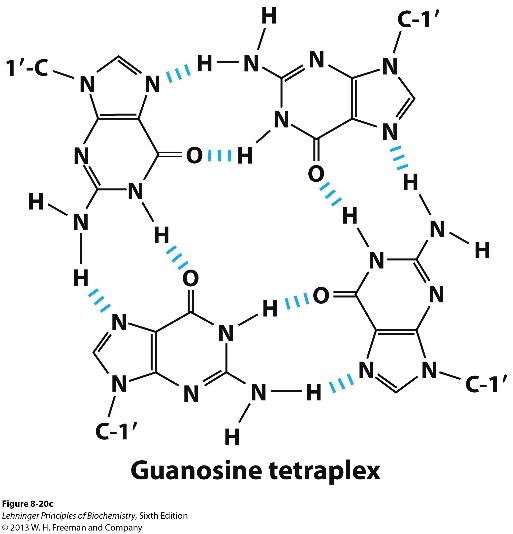 H C-1′
1′-C H N N N
N N
N N
N O H
O H
N
H H
N N
H H
N
H O
H O N
N N
N N
N N N H C-1′
C-1′ H
Guanosine tetraplex
Figure 8-20c
Lehninger Principles of Biochemistry, Sixth Edition
© 2013 W. H. Freeman and Company